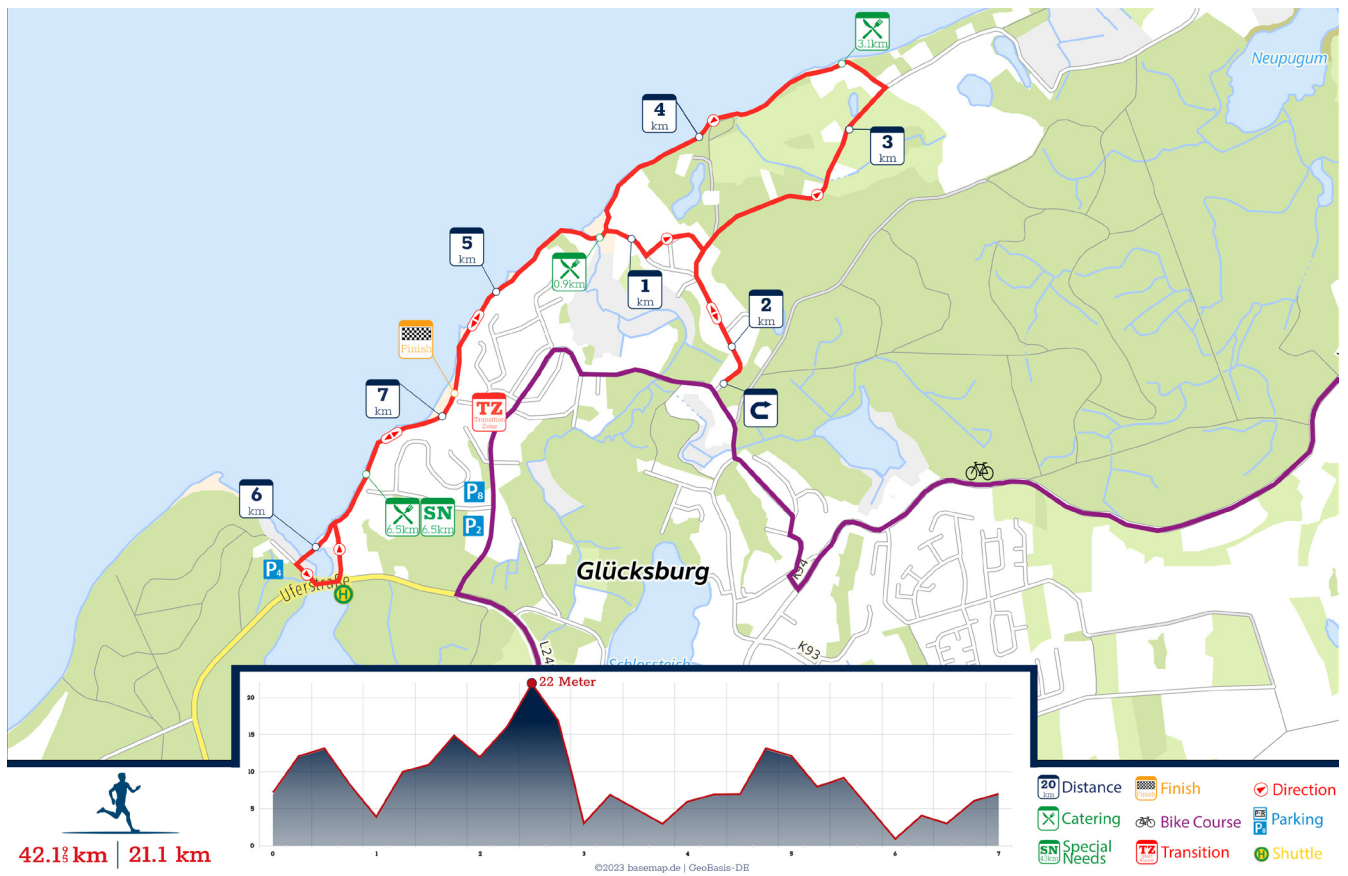 3.1km
Neupugum
4
km
3
km
5
km
0.9km
1
km
2
km
Finish
7
km
TZ
Transition
Zone
6
km
P8
6.5km
SN
6.5km
P2
P4
Uferstraße
H
Glücksburg
K94
K93
L24
Schlossteich
22 Meter
20
15
10
5
0
0
1
2
3
4
5
6
7
©2023 basemap.de | GeoBasis-DE
42.195 km | 21.1 km
20
km
Distance
Finish
Finish
Direction
Catering
Bike Course
P8
Parking
SN
Special
Needs
TZ
Transition
H
Shuttle